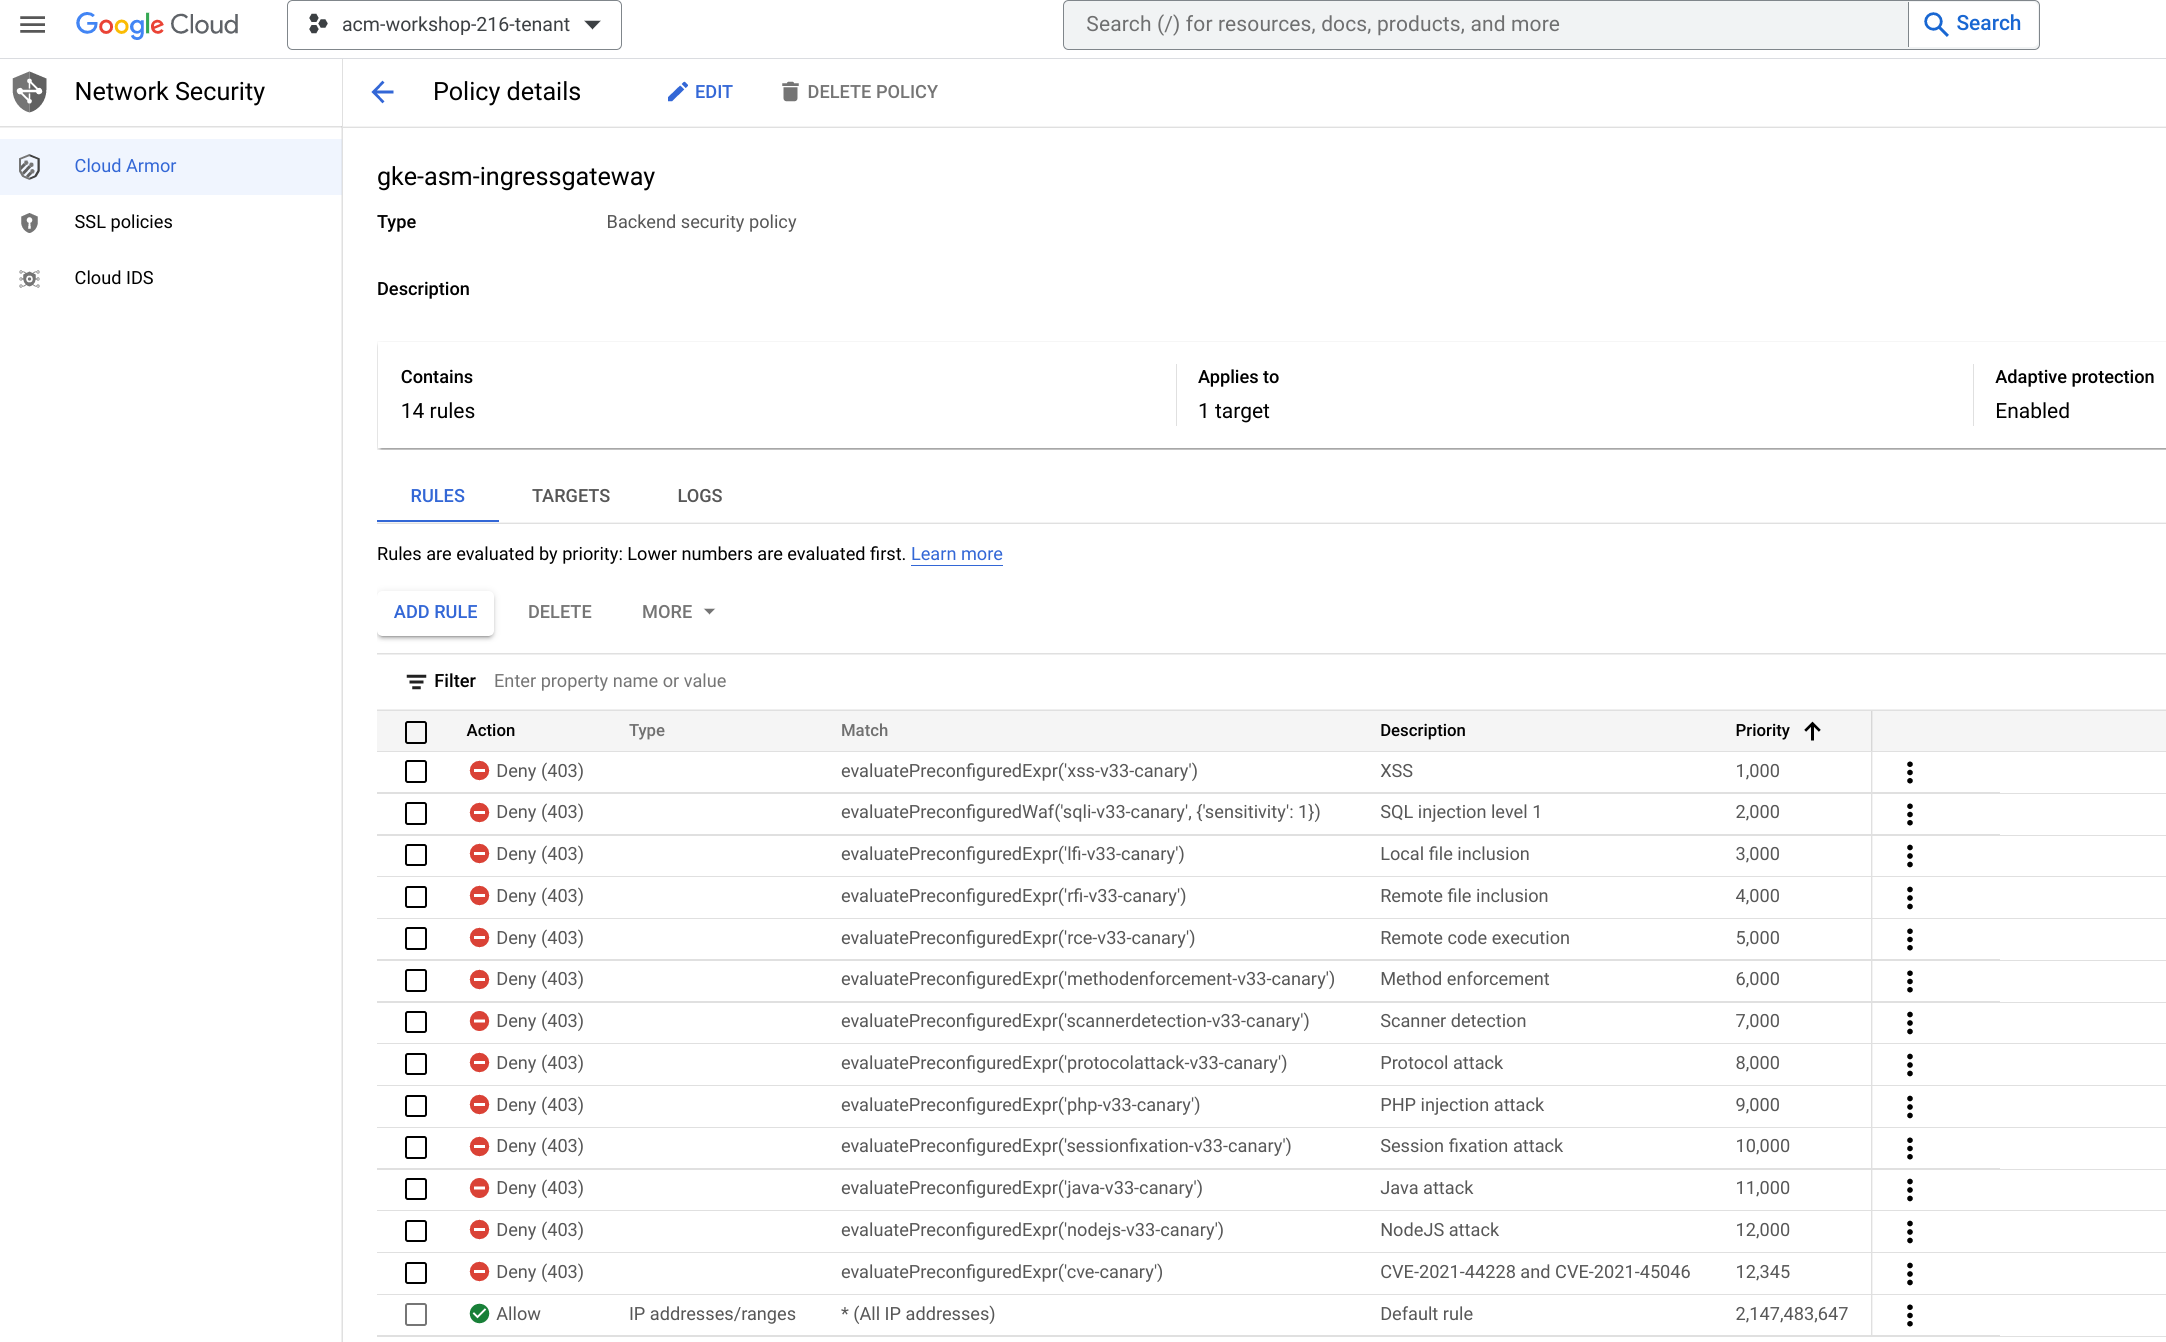 Google Cloud
acm-workshop-216-tenant
Search (/) for resources, docs, products, and more
Search
Network Security
Policy details
EDIT
DELETE POLICY
Cloud Armor
SSL policies
Cloud IDS
gke-asm-ingressgateway
Type Backend security policy
Description
Contains Applies to Adaptive protection
14 rules 1 target Enabled
RULES TARGETS LOGS
Rules are evaluated by priority: Lower numbers are evaluated first. Learn more
ADD RULE DELETE MORE
Filter Enter property name or value
Action Type Match Description Priority
Deny (403) evaluatePreconfiguredExpr('xss-v33-canary') XSS 1,000
Deny (403) evaluatePreconfiguredWaf('sqli-v33-canary', {'sensitivity': 1}) SQL injection level 1 2,000
Deny (403) evaluatePreconfiguredExpr('lfi-v33-canary') Local file inclusion 3,000
Deny (403) evaluatePreconfiguredExpr('rfi-v33-canary') Remote file inclusion 4,000
Deny (403) evaluatePreconfiguredExpr('rce-v33-canary') Remote code execution 5,000
Deny (403) evaluatePreconfiguredExpr('methodenforcement-v33-canary') Method enforcement 6,000
Deny (403) evaluatePreconfiguredExpr('scannerdetection-v33-canary') Scanner detection 7,000
Deny (403) evaluatePreconfiguredExpr('protocolattack-v33-canary') Protocol attack 8,000
Deny (403) evaluatePreconfiguredExpr('php-v33-canary') PHP injection attack 9,000
Deny (403) evaluatePreconfiguredExpr('sessionfixation-v33-canary') Session fixation attack 10,000
Deny (403) evaluatePreconfiguredExpr('java-v33-canary') Java attack 11,000
Deny (403) evaluatePreconfiguredExpr('nodejs-v33-canary') NodeJS attack 12,000
Deny (403) evaluatePreconfiguredExpr('cve-canary') CVE-2021-44228 and CVE-2021-45046 12,345
Allow IP addresses/ranges * (All IP addresses) Default rule 2,147,483,647